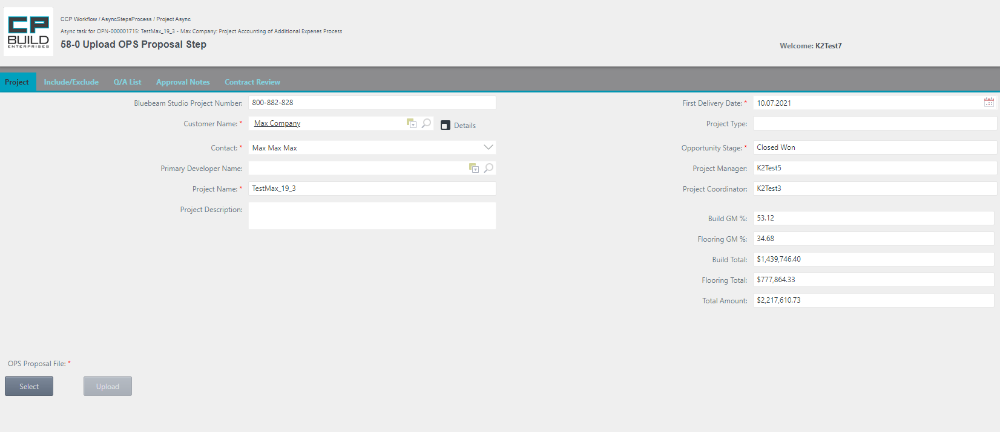 CP
BUILD
ENTERPRISES
CCP Workflow / AsyncStepsProcess / Project Async
Async task for OPN-000001715: TestMax_19_3 - Max Company: Project Accounting of Additional Expenes Process
58-0 Upload OPS Proposal Step
Welcome: K2Test7
Project Include/Exclude Q/A List Approval Notes Contract Review
Bluebeam Studio Project Number: 800-882-828
Customer Name: * Max Company Details
Contact: * Max Max Max
Primary Developer Name:
Project Name: * TestMax_19_3
Project Description:
First Delivery Date: * 10.07.2021
Project Type:
Opportunity Stage: * Closed Won
Project Manager: K2Test5
Project Coordinator: K2Test3
Build GM %: 53.12
Flooring GM %: 34.68
Build Total: $1,439,746.40
Flooring Total: $777,864.33
Total Amount: $2,217,610.73
OPS Proposal File: *
Select Upload